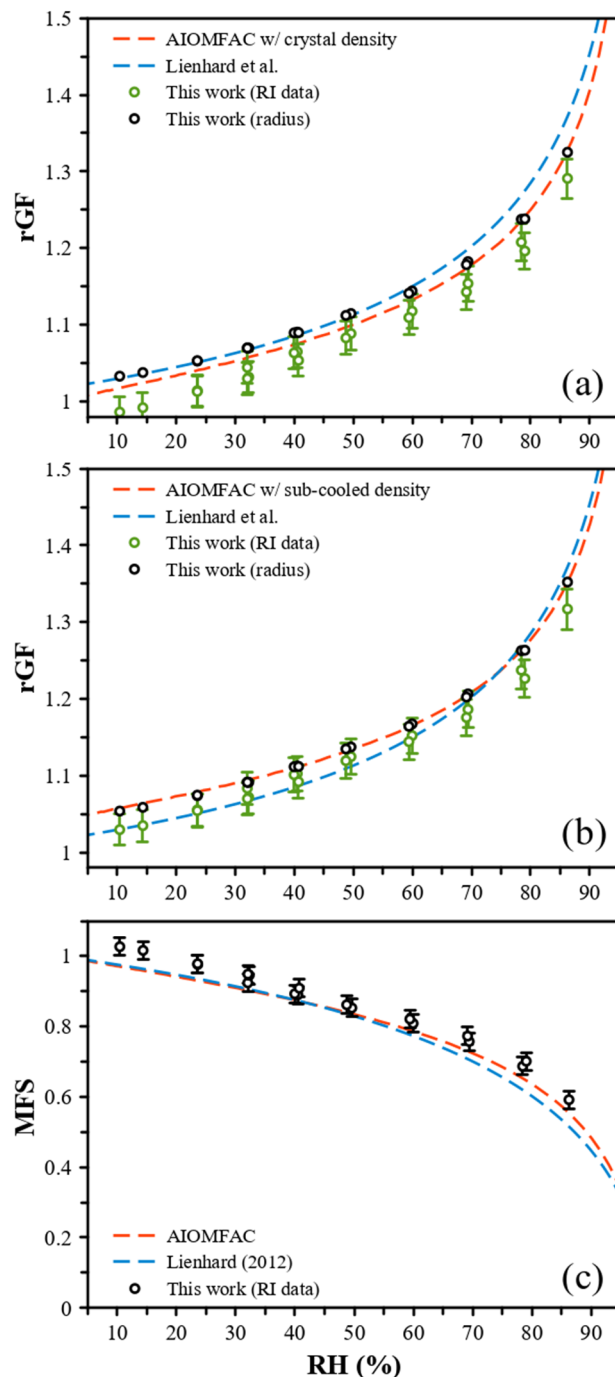 1.5
AIOMFAC w/ crystal density
Lienhard et al.
1.4
This work (RI data)
This work (radius)
1.3
rGF
1.2
1.1
1
(a)
10 20 30 40 50 60 70 80 90
1.5
AIOMFAC w/ sub-cooled density
Lienhard et al.
1.4
This work (RI data)
This work (radius)
1.3
rGF
1.2
1.1
1
(b)
10 20 30 40 50 60 70 80 90
1
0.8
0.6
MFS
0.4
0.2
AIOMFAC
Lienhard (2012)
This work (RI data)
(c)
0
10 20 30 40 50 60 70 80 90
RH (%)